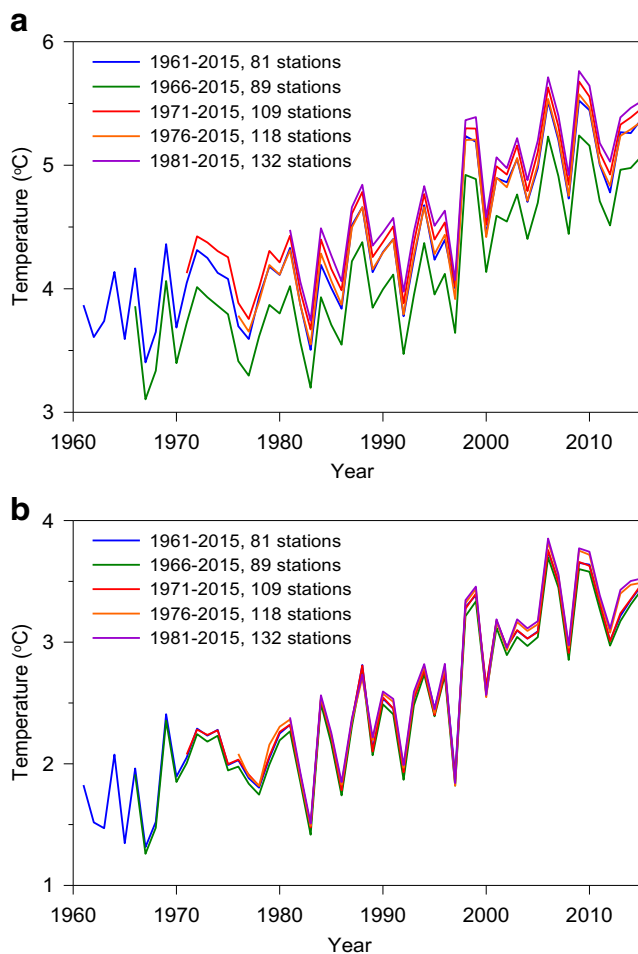 a
6
5
4
3
Temperature (°C)
1961-2015, 81 stations
1966-2015, 89 stations
1971-2015, 109 stations
1976-2015, 118 stations
1981-2015, 132 stations
1960 1970 1980 1990 2000 2010
Year
b
4
3
2
1
Temperature (°C)
1961-2015, 81 stations
1966-2015, 89 stations
1971-2015, 109 stations
1976-2015, 118 stations
1981-2015, 132 stations
1960 1970 1980 1990 2000 2010
Year